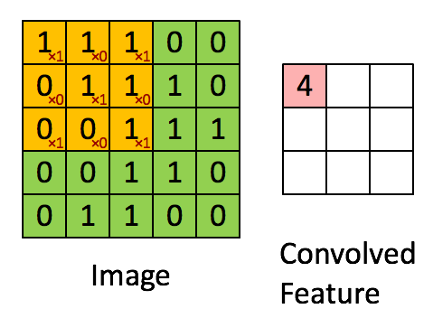 1×1 1×0 1×1 0 0
0×0 1×1 1×0 1 0
0×1 0×0 1×1 1 1
0 0 1 1 0
0 1 1 0 0
Image
4
Convolved
Feature